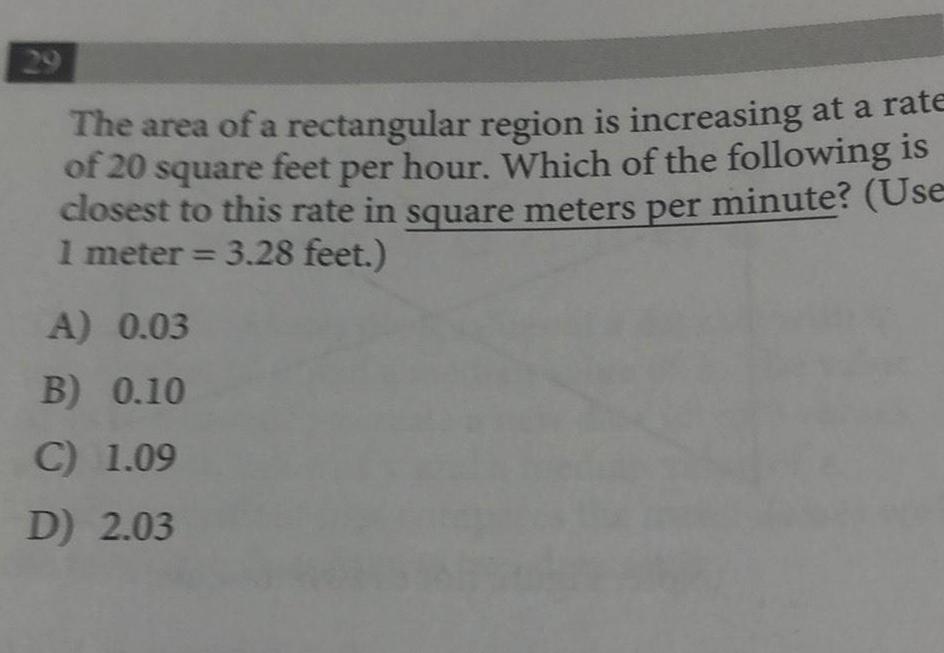 29
The area of a rectangular region is increasing at a rate
of 20 square feet per hour. Which of the following is
closest to this rate in square meters per minute? (Use
1 meter = 3.28 feet.)
A) 0.03
B) 0.10
C) 1.09
D) 2.03